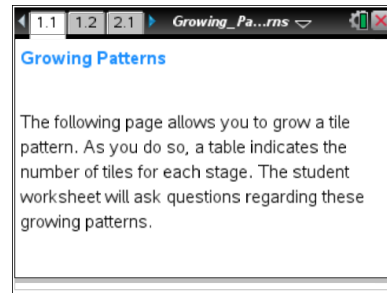 1.1 1.2 2.1 Growing_Pa...rns
Growing Patterns
The following page allows you to grow a tile
pattern. As you do so, a table indicates the
number of tiles for each stage. The student
worksheet will ask questions regarding these
growing patterns.